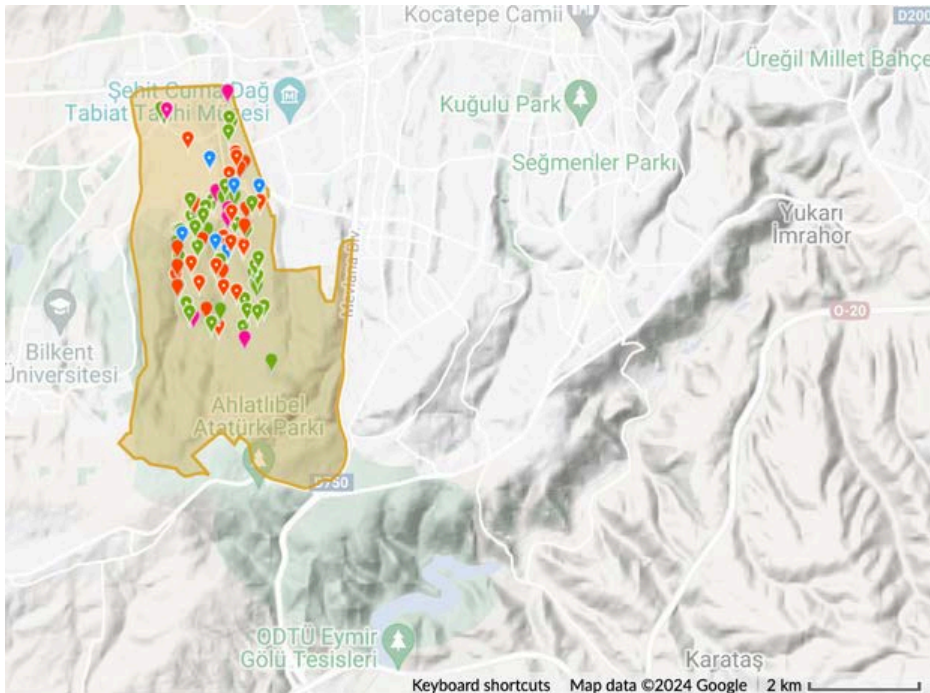 Kocatepe Camii
D200
Üreğil Millet Bahçe
Şehit Cuma Dağ
Tabiat Tarihi Müzesi
Kuğulu Park
Seğmenler Parkı
Yukarı
İmrahor
Mevlana Blv.
O-20
Bilkent
Üniversitesi
Ahlatlıbel
Atatürk Parkı
D750
ODTÜ Eymir
Gölü Tesisleri
Karataş
Keyboard shortcuts Map data ©2024 Google 2 km